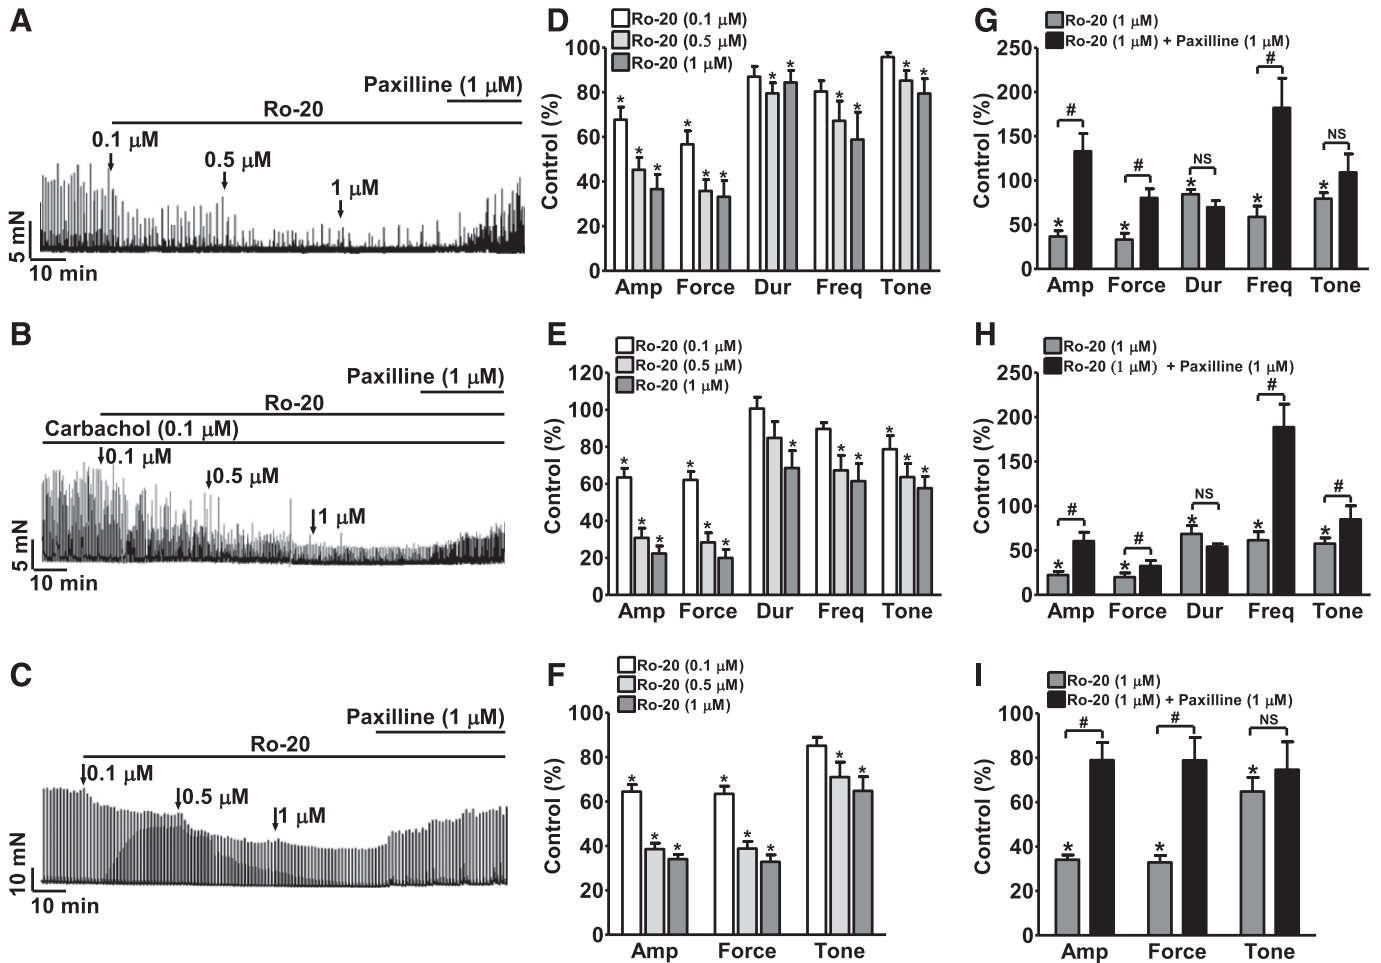 A
Paxilline (1 μM)
Ro-20
0.1 μM
0.5 μM
1 μM
5 mN
10 min
B
Paxilline (1 μM)
Ro-20
Carbachol (0.1 μM)
0.1 μM
0.5 μM
1 μM
5 mN
10 min
C
Paxilline (1 μM)
Ro-20
0.1 μM
0.5 μM
1 μM
10 mN
10 min
D
Ro-20 (0.1 μM)
Ro-20 (0.5 μM)
Ro-20 (1 μM)
Control (%)
100
80
60
40
20
0
* * * * * * * * * * * *
Amp Force Dur Freq Tone
E
Ro-20 (0.1 μM)
Ro-20 (0.5 μM)
Ro-20 (1 μM)
Control (%)
120
100
80
60
40
20
0
* * * * * * * * * * * *
Amp Force Dur Freq Tone
F
Ro-20 (0.1 μM)
Ro-20 (0.5 μM)
Ro-20 (1 μM)
Control (%)
100
80
60
40
20
0
* * * * * * * *
Amp Force Tone
G
Ro-20 (1 μM)
Ro-20 (1 μM) + Paxilline (1 μM)
Control (%)
250
200
150
100
50
0
# # NS # NS
* * * * *
Amp Force Dur Freq Tone
H
Ro-20 (1 μM)
Ro-20 (1 μM) + Paxilline (1 μM)
Control (%)
250
200
150
100
50
0
# # NS # #
* * * * *
Amp Force Dur Freq Tone
I
Ro-20 (1 μM)
Ro-20 (1 μM) + Paxilline (1 μM)
Control (%)
100
80
60
40
20
0
# # NS
* * *
Amp Force Tone